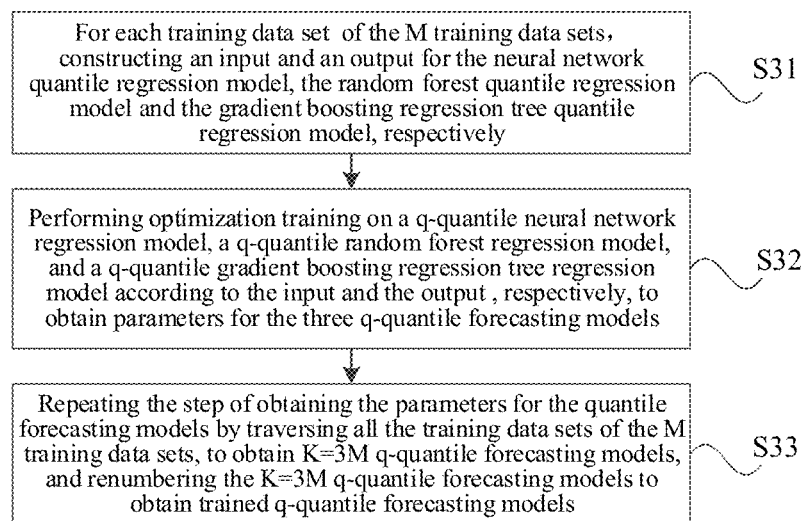 For each training data set of the M training data sets,
constructing an input and an output for the neural network
quantile regression model, the random forest quantile regression
model and the gradient boosting regression tree quantile
regression model, respectively
S31
Performing optimization training on a q-quantile neural network
regression model, a q-quantile random forest regression model,
and a q-quantile gradient boosting regression tree regression
model according to the input and the output , respectively, to
obtain parameters for the three q-quantile forecasting models
S32
Repeating the step of obtaining the parameters for the quantile
forecasting models by traversing all the training data sets of the M
training data sets, to obtain K=3M q-quantile forecasting models,
and renumbering the K=3M q-quantile forecasting models to
obtain trained q-quantile forecasting models
S33